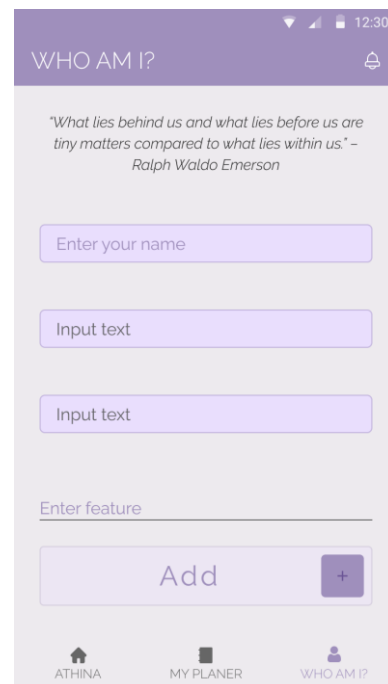 12:30
WHO AM I?
"What lies behind us and what lies before us are
tiny matters compared to what lies within us." –
Ralph Waldo Emerson
Enter your name
Input text
Input text
Enter feature
Add +
ATHINA MY PLANER WHO AM I?